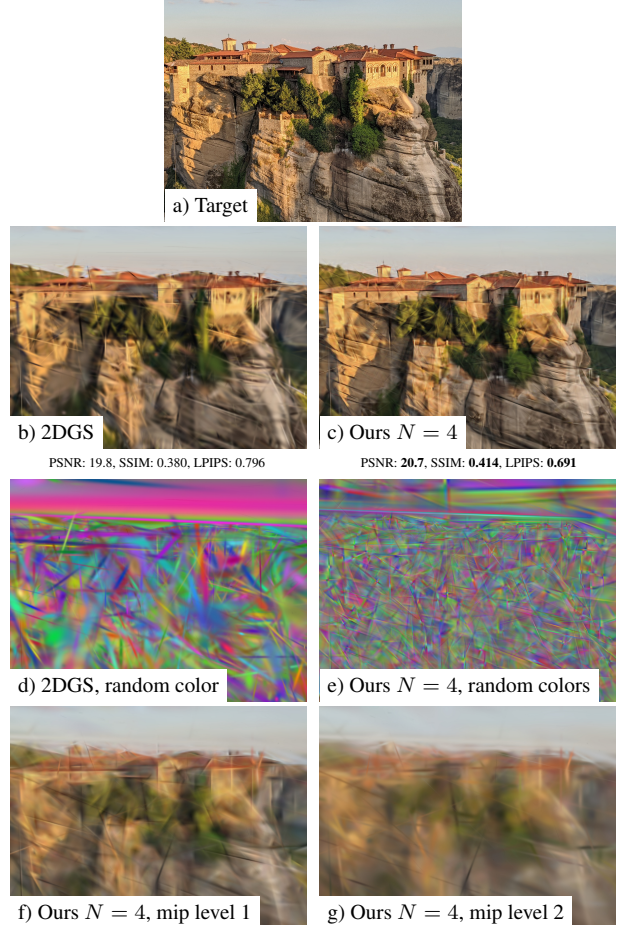 a) Target
b) 2DGS
c) Ours N = 4
PSNR: 19.8, SSIM: 0.380, LPIPS: 0.796
PSNR: 20.7, SSIM: 0.414, LPIPS: 0.691
d) 2DGS, random color
e) Ours N = 4, random colors
f) Ours N = 4, mip level 1
g) Ours N = 4, mip level 2